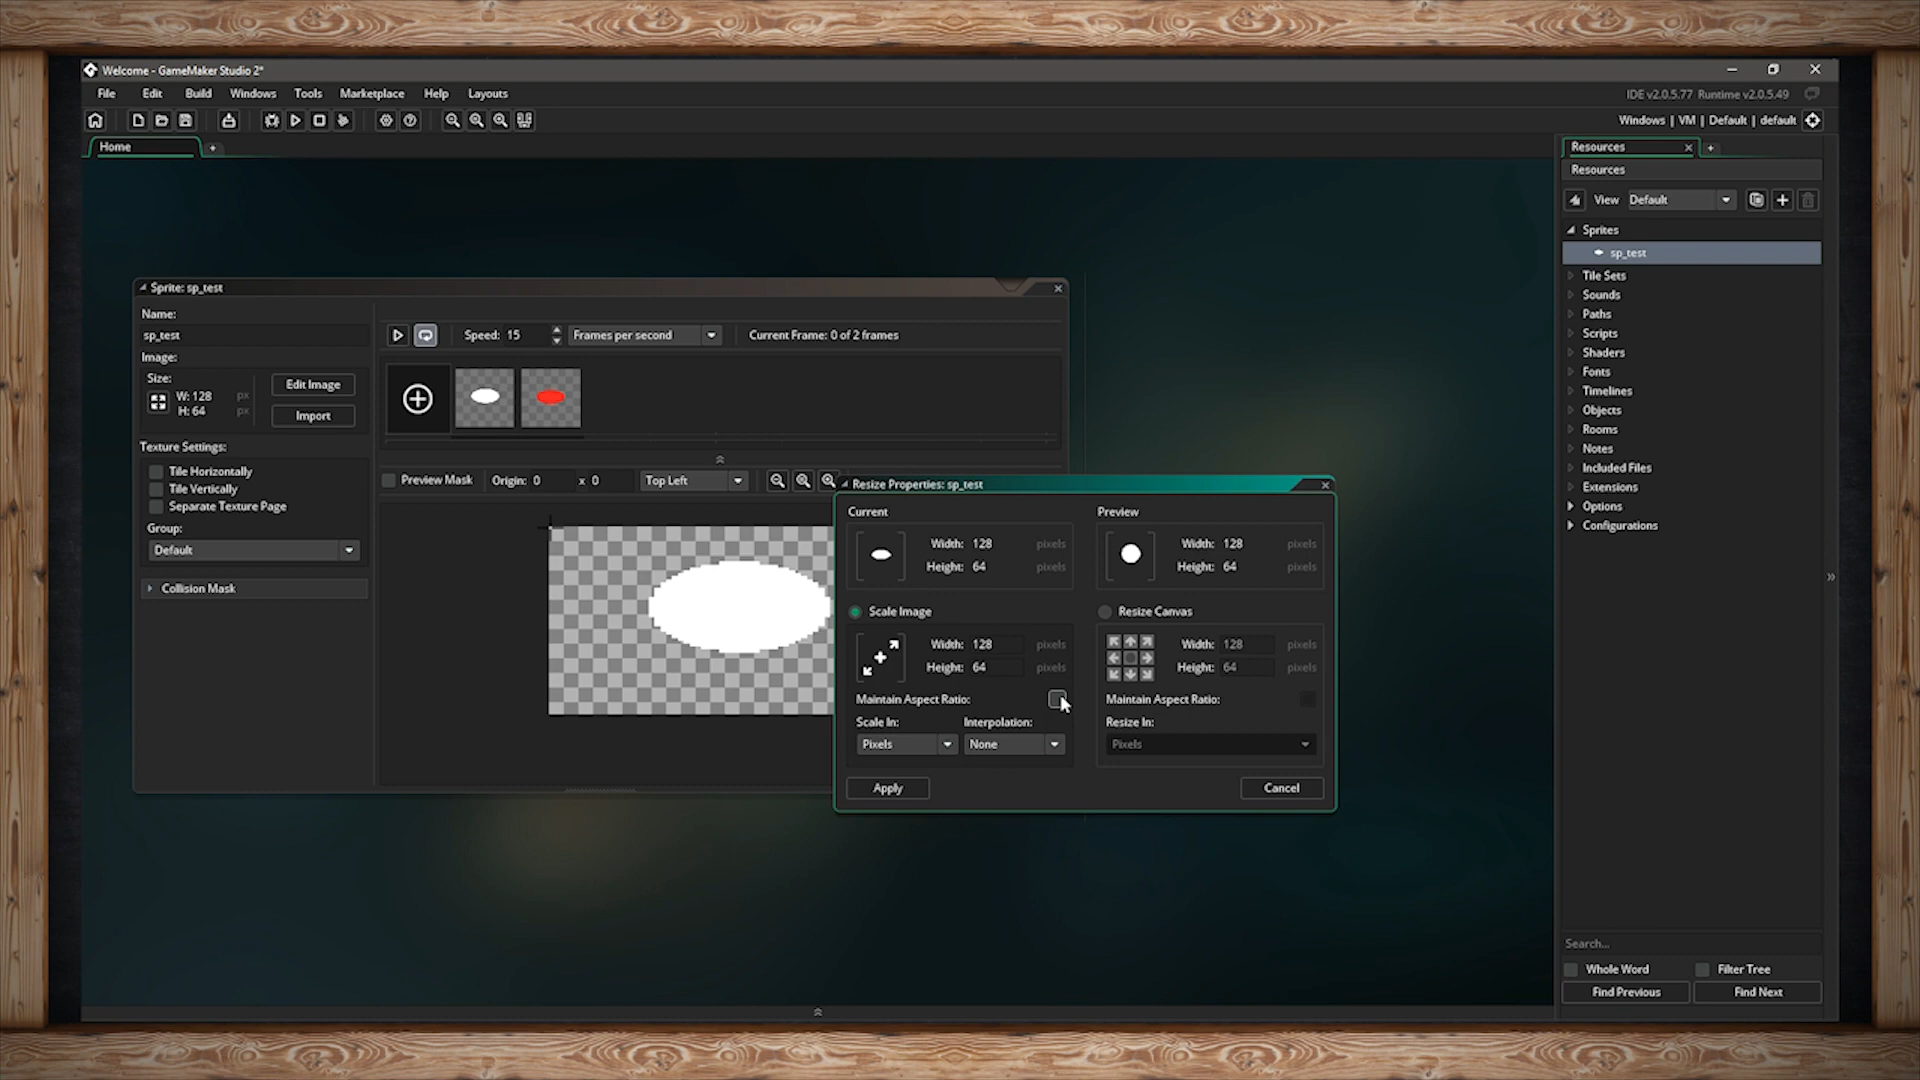 Welcome - GameMaker Studio 2*
File Edit Build Windows Tools Marketplace Help Layouts
IDE v2.0.5.77 Runtime v2.0.5.49
Windows | VM | Default | default
Home
Resources
Resources
View Default
Sprites
sp_test
Tile Sets
Sounds
Paths
Scripts
Shaders
Fonts
Timelines
Objects
Rooms
Notes
Included Files
Extensions
Options
Configurations
Search...
Whole Word Filter Tree
Find Previous Find Next
Sprite: sp_test
Name:
sp_test
Image:
Size:
W: 128 px
H: 64 px
Edit Image
Import
Texture Settings:
Tile Horizontally
Tile Vertically
Separate Texture Page
Group:
Default
Collision Mask
Speed: 15 Frames per second Current Frame: 0 of 2 frames
Preview Mask Origin: 0 x 0 Top Left
Resize Properties: sp_test
Current
Width: 128 pixels
Height: 64 pixels
Preview
Width: 128 pixels
Height: 64 pixels
Scale Image
Width: 128 pixels
Height: 64 pixels
Maintain Aspect Ratio:
Scale In: Interpolation:
Pixels None
Resize Canvas
Width: 128 pixels
Height: 64 pixels
Maintain Aspect Ratio:
Resize In:
Pixels
Apply Cancel